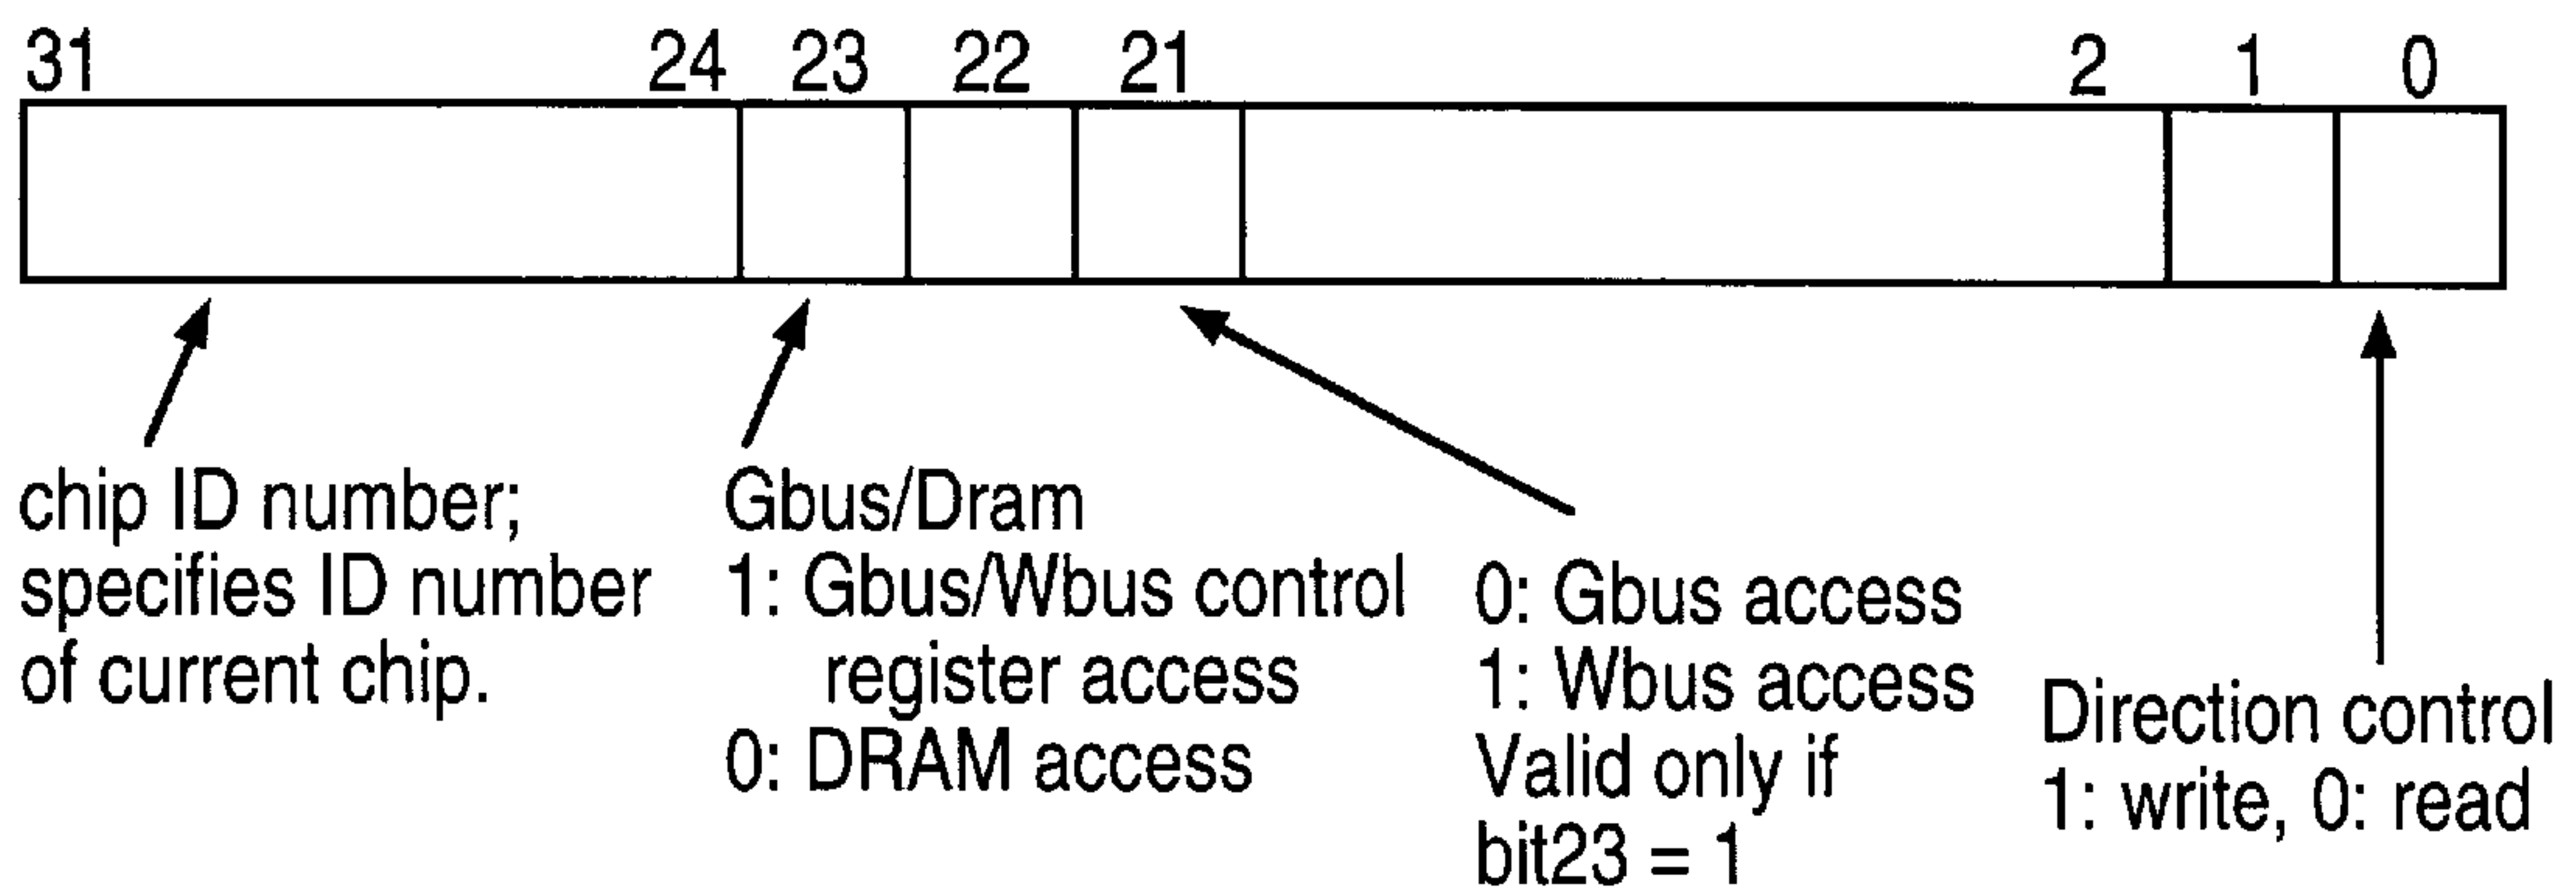 31 24 23 22 21 2 1 0
chip ID number;
specifies ID number
of current chip.
Gbus/Dram
1: Gbus/Wbus control
register access
0: DRAM access
0: Gbus access
1: Wbus access
Valid only if
bit23 = 1
Direction control
1: write, 0: read